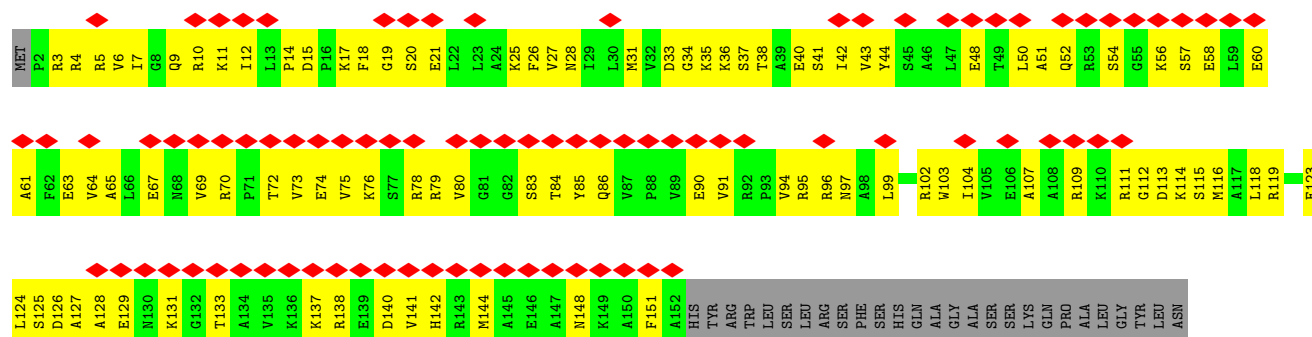 MET P2 R3 R4 R5 V6 I7 G8 Q9 R10 K11 I12 L13 P14 D15 P16 K17 F18 G19 S20 E21 L22 L23 A24 K25 F26 V27 N28 I29 L30 M31 V32 D33 G34 K35 K36 S37 T38 A39 E40 S41 I42 V43 Y44 S45 A46 L47 E48 T49 L50 A51 Q52 R53 S54 G55 K56 S57 E58 L59 E60
A61 F62 E63 V64 A65 L66 E67 N68 V69 R70 P71 T72 V73 E74 V75 K76 S77 R78 R79 V80 G81 G82 S83 T84 Y85 Q86 V87 P88 V89 E90 V91 R92 P93 V94 R95 R96 N97 A98 L99 R102 W103 I104 V105 E106 A107 A108 R109 K110 R111 G112 D113 K114 S115 M116 A117 L118 R119
L124 S125 D126 A127 A128 E129 N130 K131 G132 T133 A134 V135 K136 K137 R138 E139 D140 V141 H142 R143 M144 A145 E146 A147 N148 K149 A150 F151 A152 HIS TYR ARG TRP LEU SER LEU ARG SER PHE SER HIS GLN ALA GLY ALA SER SER LYS GLN PRO ALA LEU GLY TYR LEU ASN